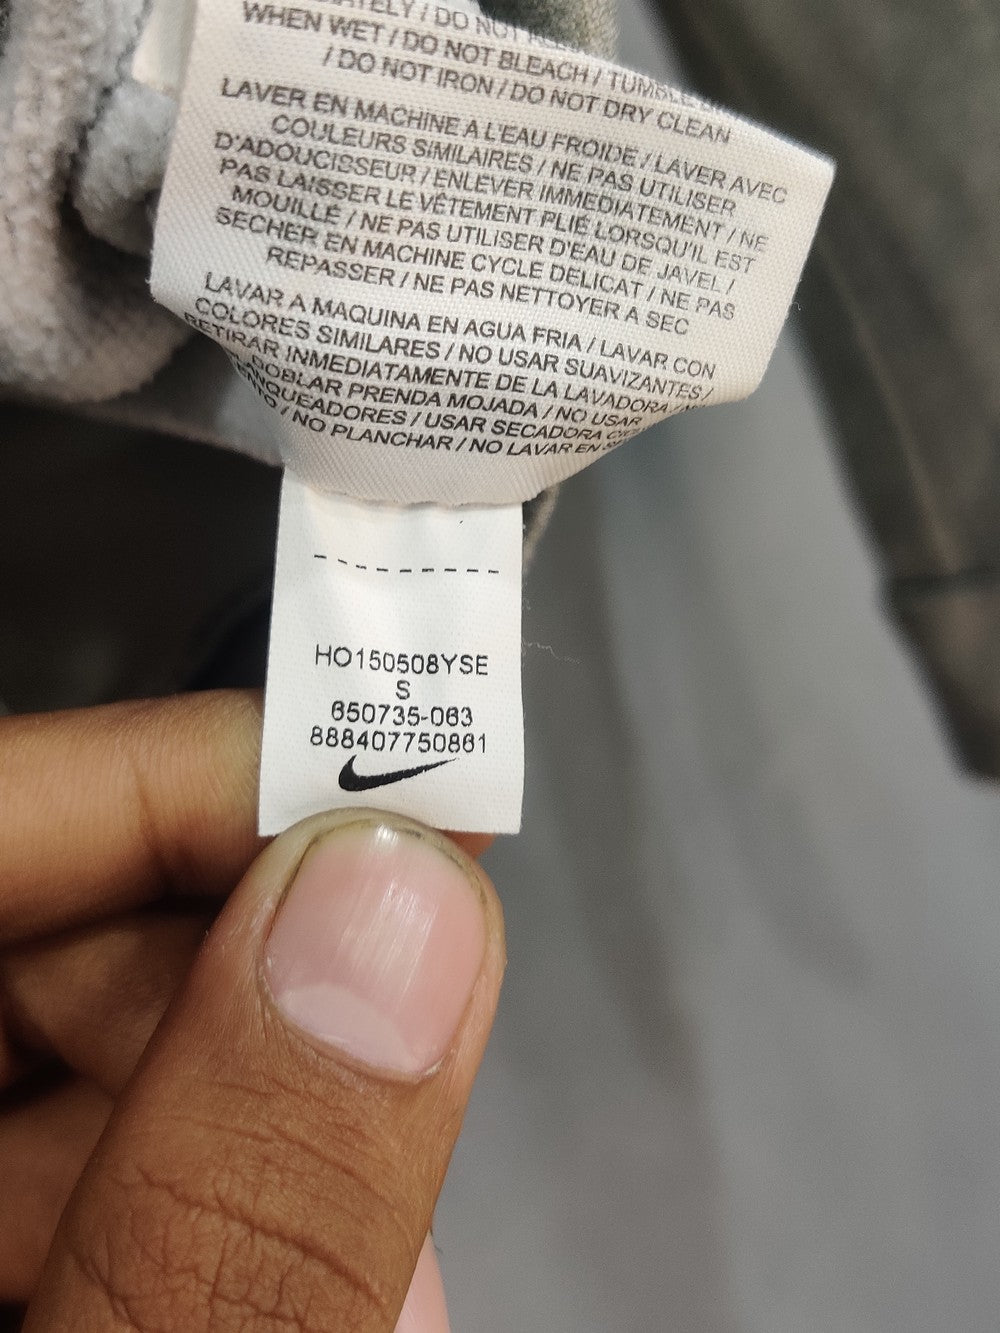 / DO NOT
WHEN WET / DO NOT BLEACH / TUMBLE
/ DO NOT IRON / DO NOT DRY CLEAN
LAVER EN MACHINE A L'EAU FROIDE / LAVER AVEC
COULEURS SIMILAIRES / NE PAS UTILISER
D'ADOUCISSEUR / ENLEVER IMMEDIATEMENT / NE
PAS LAISSER LE VÊTEMENT PLIÉ LORSQU'IL EST
MOUILLÉ / NE PAS UTILISER D'EAU DE JAVEL /
SECHER EN MACHINE CYCLE DELICAT / NE PAS
REPASSER / NE PAS NETTOYER A SEC
LAVAR A MAQUINA EN AGUA FRIA / LAVAR CON
COLORES SIMILARES / NO USAR SUAVIZANTES /
RETIRAR INMEDIATAMENTE DE LA LAVADORA /
DOBLAR PRENDA MOJADA / NO USAR
/ USAR SECADORA
/ NO PLANCHAR / NO LAVAR EN
HO150508YSE
S
650735-063
888407750861